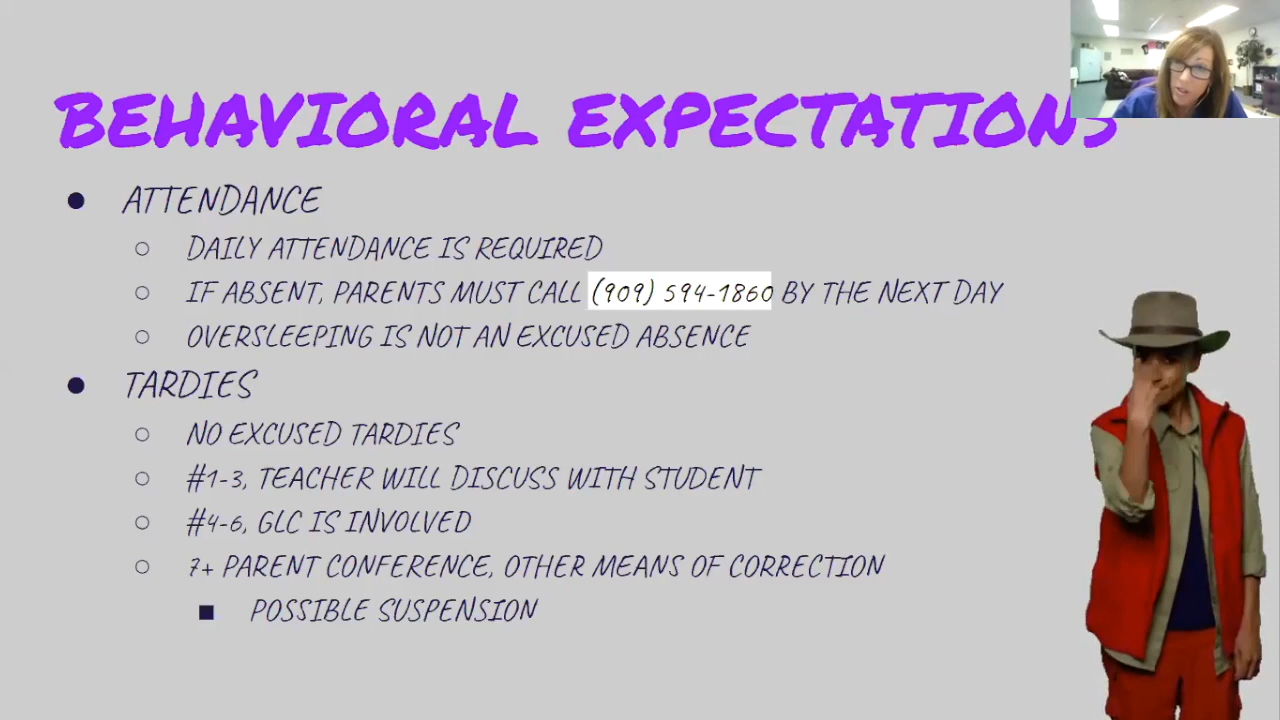 BEHAVIORAL EXPECTATIONS
ATTENDANCE
DAILY ATTENDANCE IS REQUIRED
IF ABSENT, PARENTS MUST CALL (909) 594-1860 BY THE NEXT DAY
OVERSLEEPING IS NOT AN EXCUSED ABSENCE
TARDIES
NO EXCUSED TARDIES
#1-3, TEACHER WILL DISCUSS WITH STUDENT
#4-6, GLC IS INVOLVED
7+ PARENT CONFERENCE, OTHER MEANS OF CORRECTION
POSSIBLE SUSPENSION